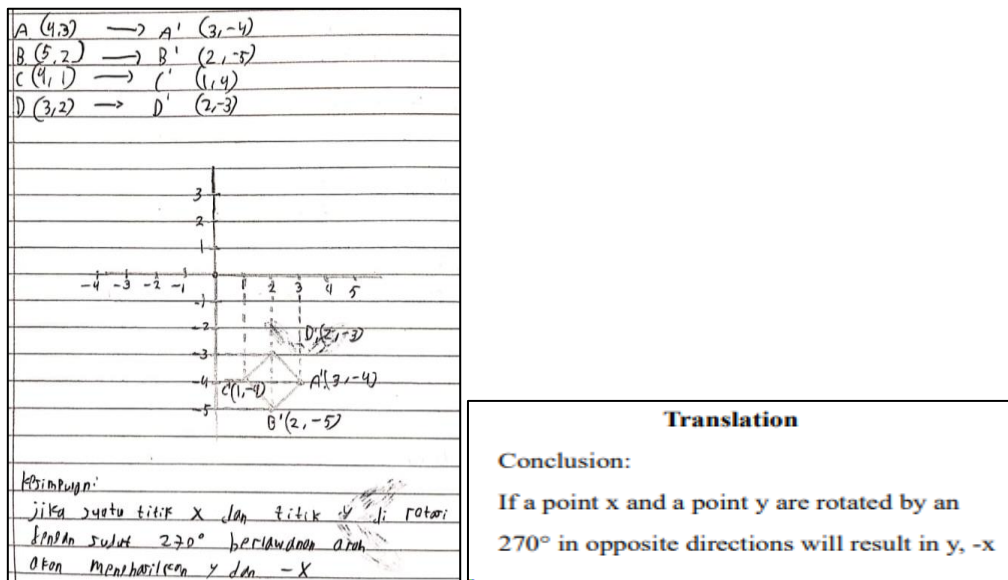 A (4,3) → A' (3,-4)
B (5,2) → B' (2,-5)
C (4,1) → C' (1,4)
D (3,2) → D' (2,-3)
3
2
1
-4 -3 -2 -1 1 2 3 4 5
-1
-2
D'(2,-3)
-3
-4 C'(1,-4) A'(3,-4)
-5
B'(2,-5)
Kesimpulan:
jika suatu titik x dan titik y di rotasi
dengan sudut 270° berlawanan arah
akan menghasilkan y dan -x
Translation
Conclusion:
If a point x and a point y are rotated by an
270° in opposite directions will result in y, -x